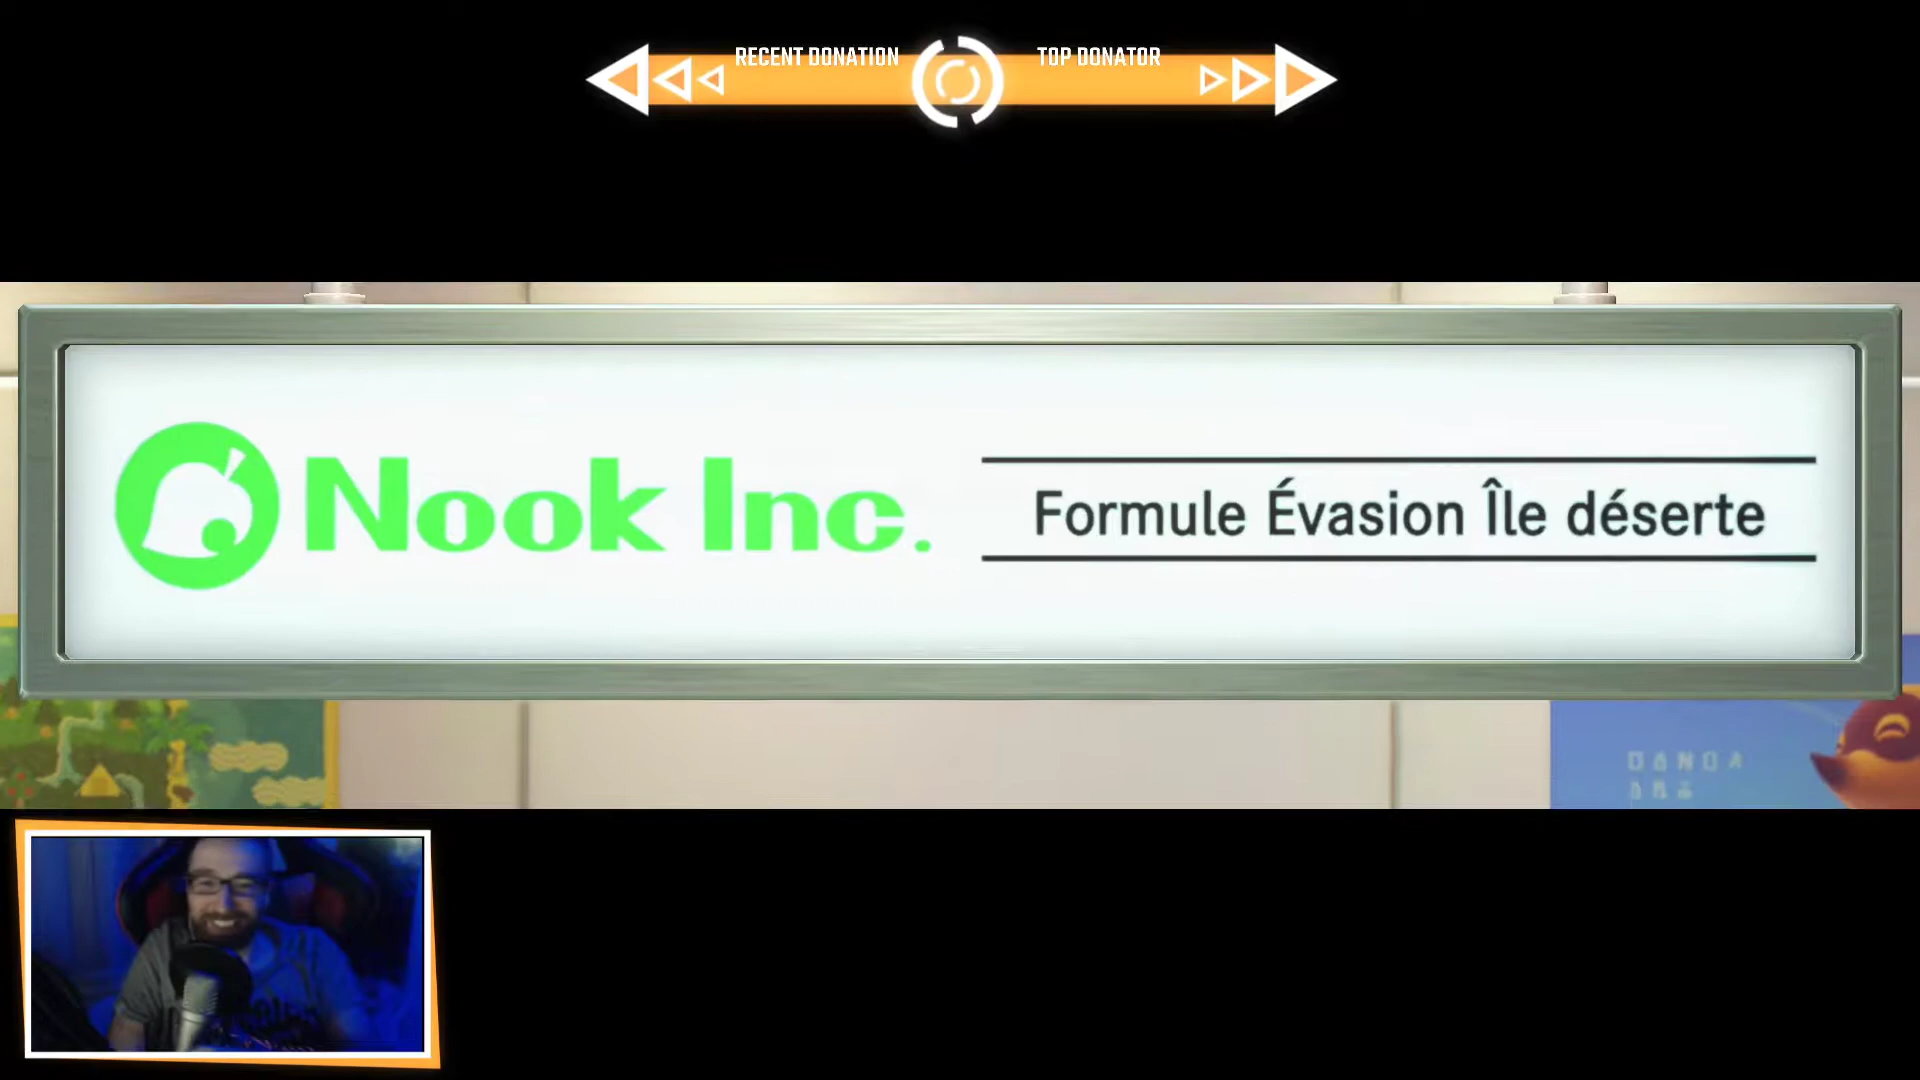 RECENT DONATION
TOP DONATOR
Nook Inc.
Formule Évasion Île déserte